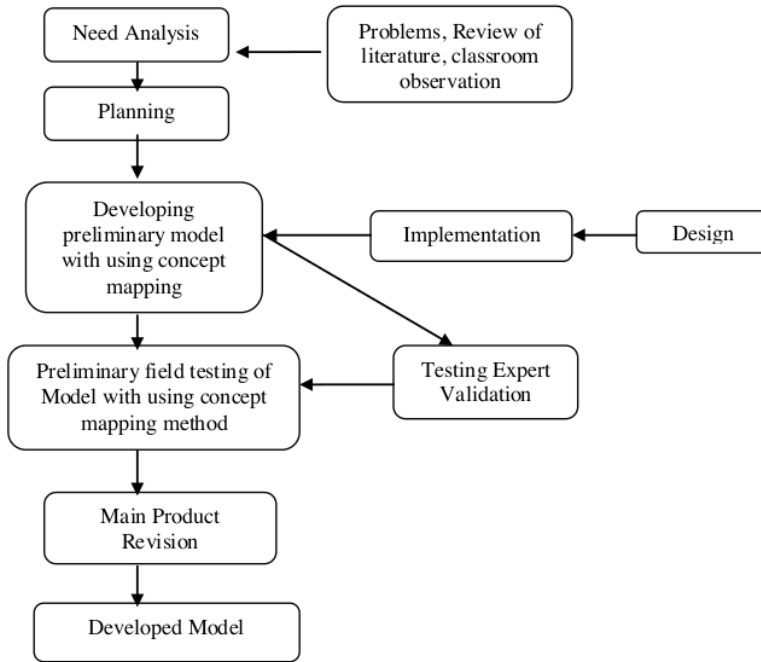 Need Analysis
Problems, Review of
literature, classroom
observation
Planning
Developing
preliminary model
with using concept
mapping
Implementation
Design
Preliminary field testing of
Model with using concept
mapping method
Testing Expert
Validation
Main Product
Revision
Developed Model